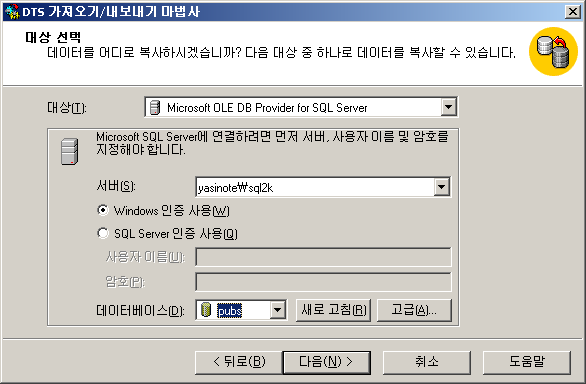 DTS 가져오기/내보내기 마법사
대상 선택
데이터를 어디로 복사하시겠습니까? 다음 대상 중 하나로 데이터를 복사할 수 있습니다.
대상(T): Microsoft OLE DB Provider for SQL Server
Microsoft SQL Server에 연결하려면 먼저 서버, 사용자 이름 및 암호를
지정해야 합니다.
서버(S): yasinote₩sql2k
Windows 인증 사용(W)
SQL Server 인증 사용(Q)
사용자 이름(U):
암호(P):
데이터베이스(D): pubs 새로 고침(R) 고급(A)...
< 뒤로(B) 다음(N) > 취소 도움말